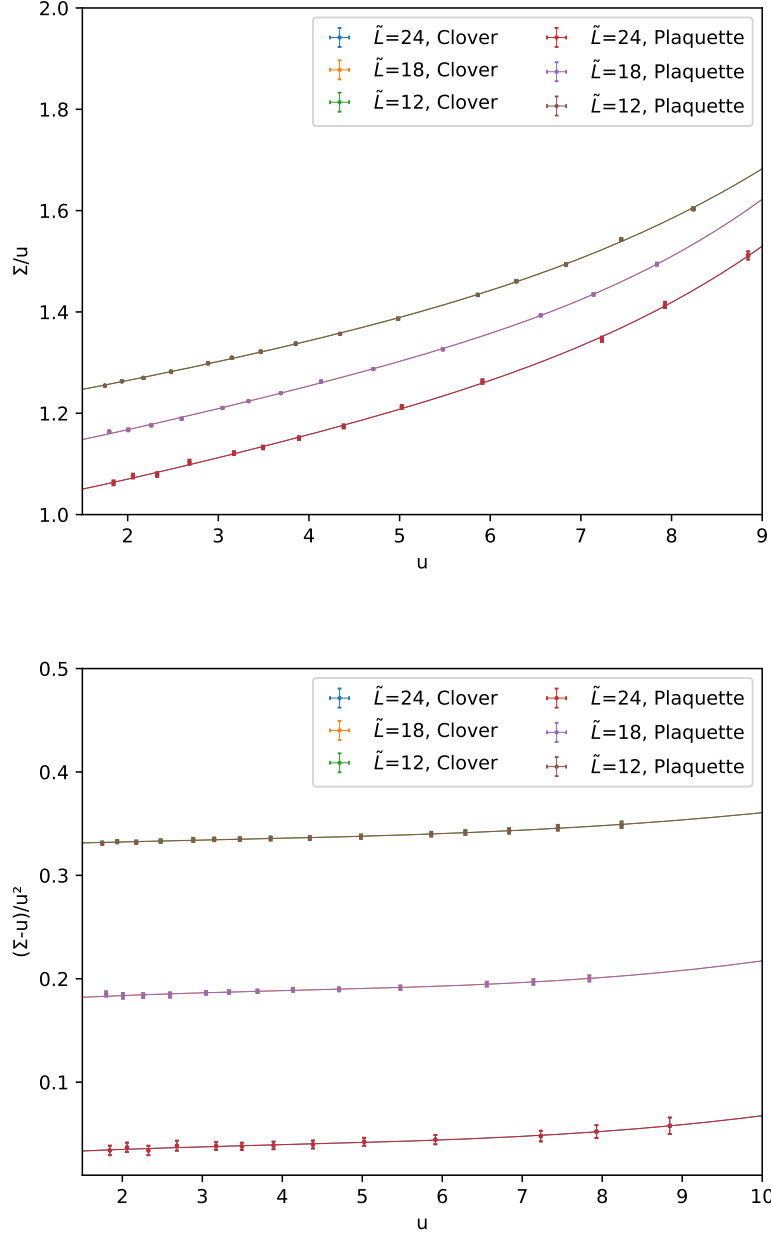 2.0
1.8
1.6
1.4
1.2
1.0
Σ/u
L̃=24, Clover
L̃=18, Clover
L̃=12, Clover
L̃=24, Plaquette
L̃=18, Plaquette
L̃=12, Plaquette
2 3 4 5 6 7 8 9
u
0.5
0.4
0.3
0.2
0.1
(Σ-u)/u²
L̃=24, Clover
L̃=18, Clover
L̃=12, Clover
L̃=24, Plaquette
L̃=18, Plaquette
L̃=12, Plaquette
2 3 4 5 6 7 8 9 10
u